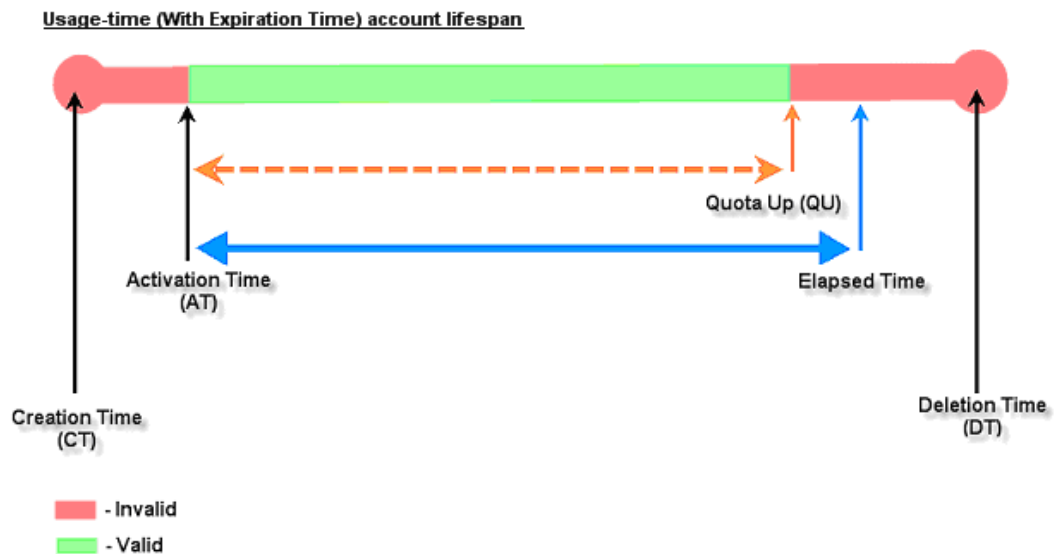 Usage-time (With Expiration Time) account lifespan
Quota Up (QU)
Activation Time
(AT)
Elapsed Time
Creation Time
(CT)
Deletion Time
(DT)
- Invalid
- Valid